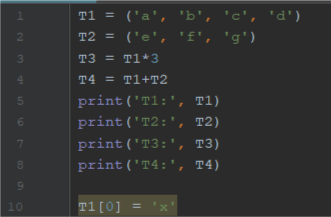 1 T1 = ('a', 'b', 'c', 'd')
2 T2 = ('e', 'f', 'g')
3 T3 = T1*3
4 T4 = T1+T2
5 print('T1:', T1)
6 print('T2:', T2)
7 print('T3:', T3)
8 print('T4:', T4)
9
10 T1[0] = 'x'